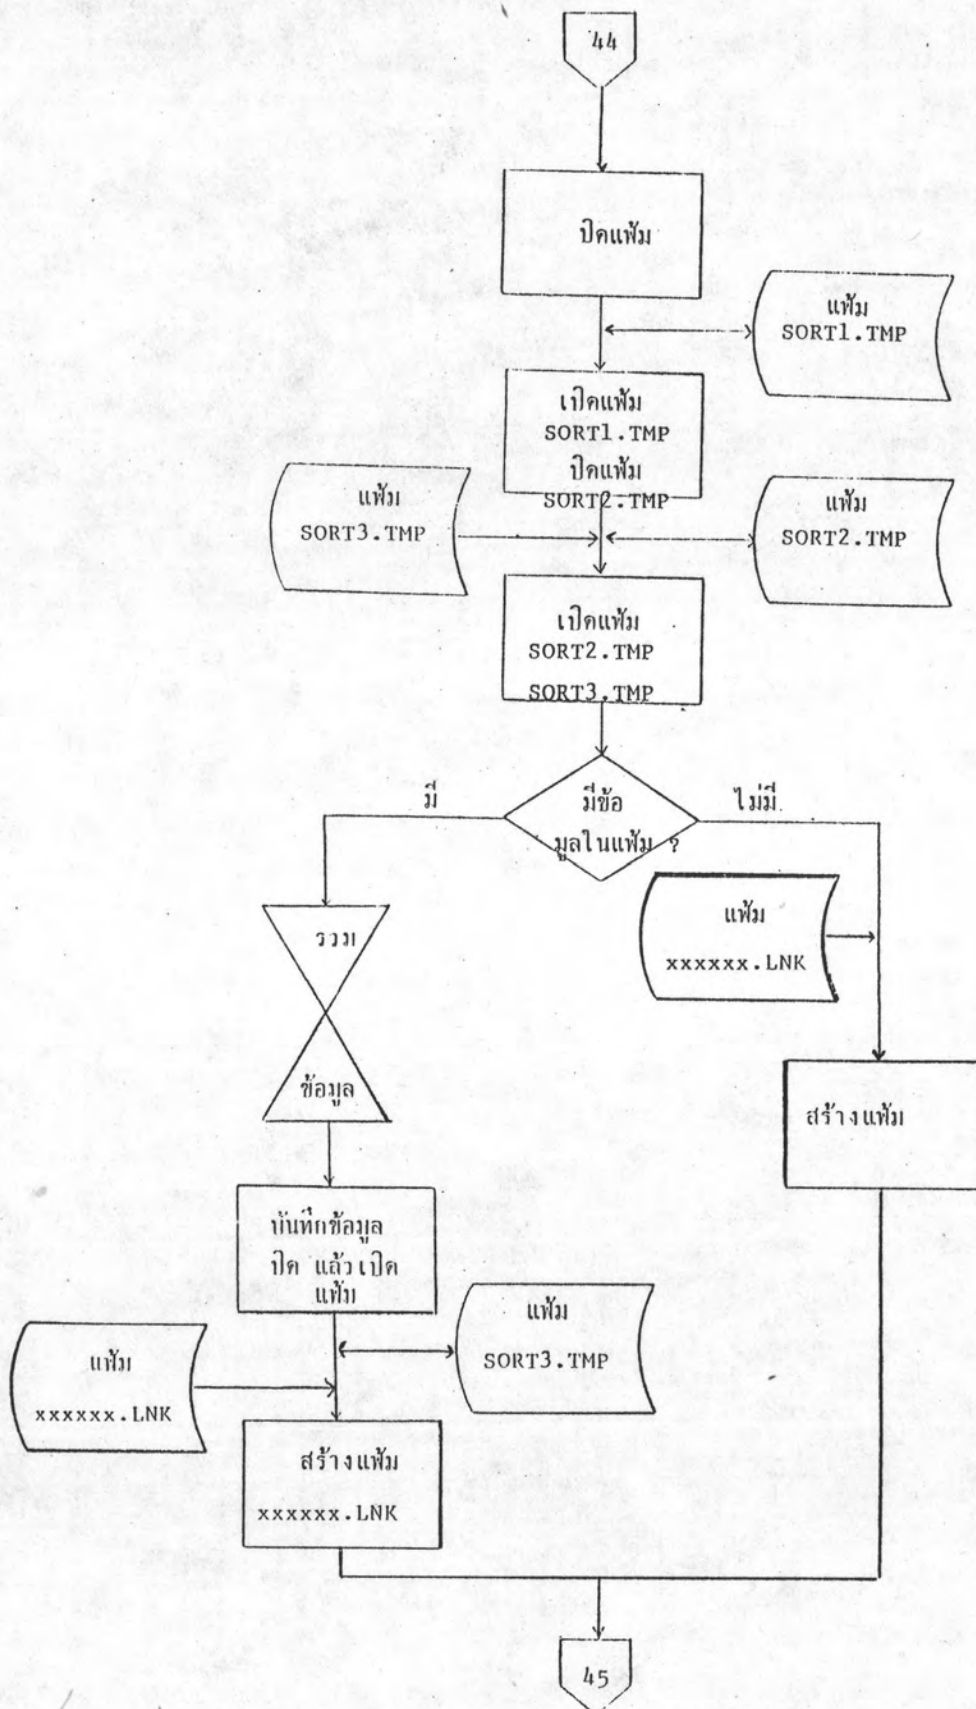 44
ปิดแฟ้ม
แฟ้ม
SORT1.TMP
เปิดแฟ้ม
SORT1.TMP
ปิดแฟ้ม
SORT2.TMP
แฟ้ม
SORT3.TMP
แฟ้ม
SORT2.TMP
เปิดแฟ้ม
SORT2.TMP
SORT3.TMP
มี
มีข้อ
มูลในแฟ้ม ?
ไม่มี
แฟ้ม
xxxxxx.LNK
รวม
ข้อมูล
สร้างแฟ้ม
บันทึกข้อมูล
ปิด แล้วเปิด
แฟ้ม
แฟ้ม
SORT3.TMP
แฟ้ม
xxxxxx.LNK
สร้างแฟ้ม
xxxxxx.LNK
45